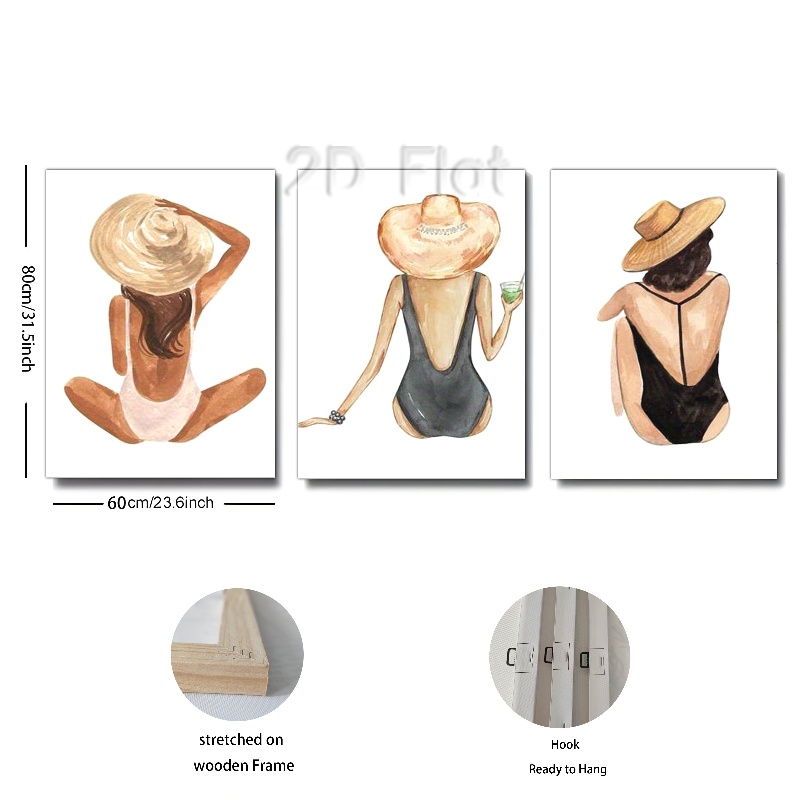 2D Flat
80cm/31.5inch
60cm/23.6inch
stretched on
wooden Frame
Hook
Ready to Hang